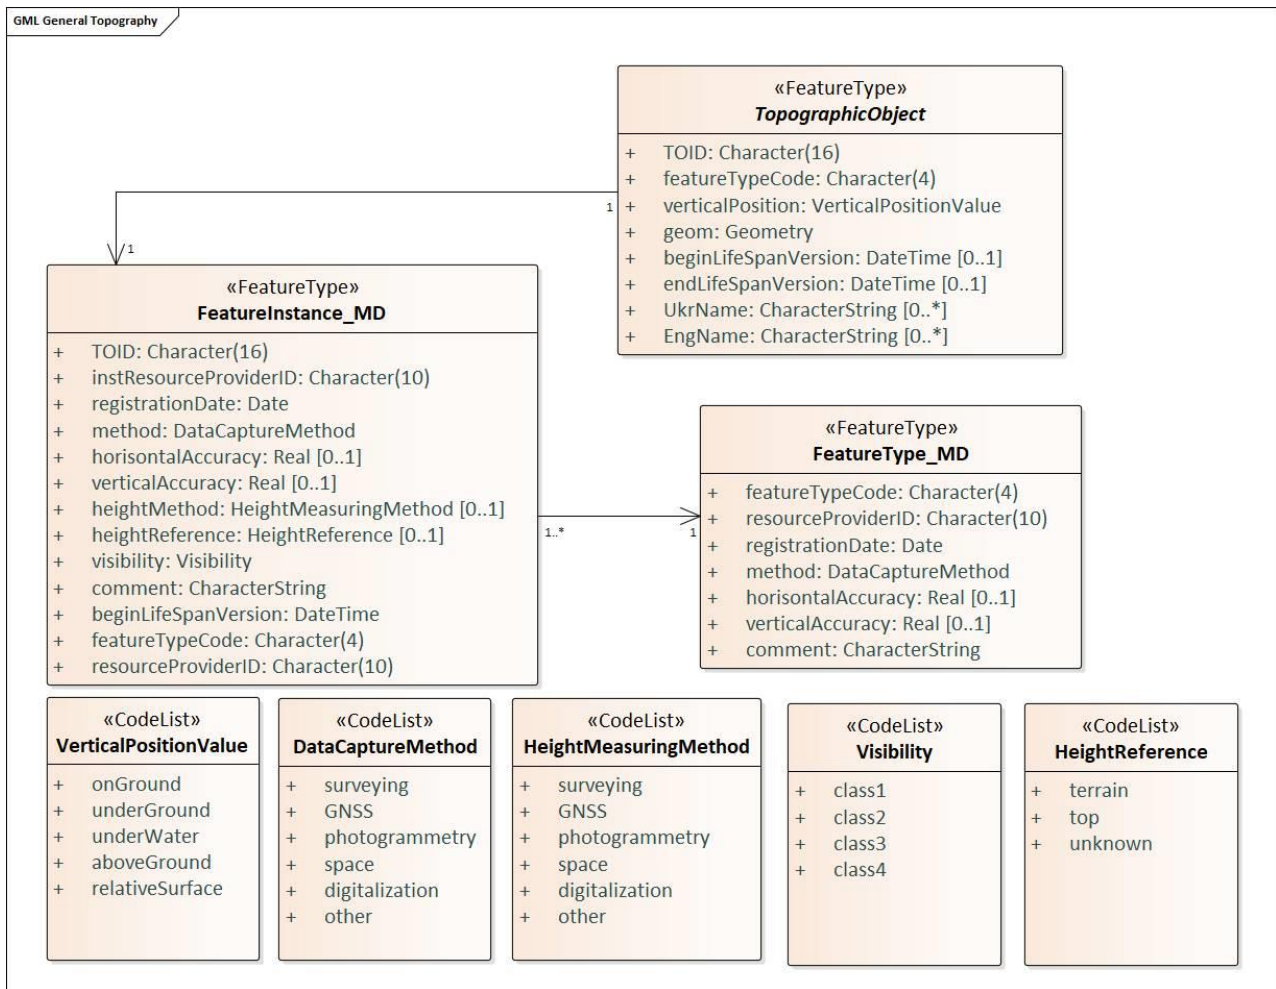 GML General Topography
«FeatureType»
TopographicObject
+ TOID: Character(16)
+ featureTypeCode: Character(4)
+ verticalPosition: VerticalPositionValue
+ geom: Geometry
+ beginLifeSpanVersion: DateTime [0..1]
+ endLifeSpanVersion: DateTime [0..1]
+ UkrName: CharacterString [0..*]
+ EngName: CharacterString [0..*]
1
1
«FeatureType»
FeatureInstance_MD
+ TOID: Character(16)
+ instResourceProviderID: Character(10)
+ registrationDate: Date
+ method: DataCaptureMethod
+ horisontalAccuracy: Real [0..1]
+ verticalAccuracy: Real [0..1]
+ heightMethod: HeightMeasuringMethod [0..1]
+ heightReference: HeightReference [0..1]
+ visibility: Visibility
+ comment: CharacterString
+ beginLifeSpanVersion: DateTime
+ featureTypeCode: Character(4)
+ resourceProviderID: Character(10)
1..*
1
«FeatureType»
FeatureType_MD
+ featureTypeCode: Character(4)
+ resourceProviderID: Character(10)
+ registrationDate: Date
+ method: DataCaptureMethod
+ horisontalAccuracy: Real [0..1]
+ verticalAccuracy: Real [0..1]
+ comment: CharacterString
«CodeList»
VerticalPositionValue
+ onGround
+ underGround
+ underWater
+ aboveGround
+ relativeSurface
«CodeList»
DataCaptureMethod
+ surveying
+ GNSS
+ photogrammetry
+ space
+ digitalization
+ other
«CodeList»
HeightMeasuringMethod
+ surveying
+ GNSS
+ photogrammetry
+ space
+ digitalization
+ other
«CodeList»
Visibility
+ class1
+ class2
+ class3
+ class4
«CodeList»
HeightReference
+ terrain
+ top
+ unknown